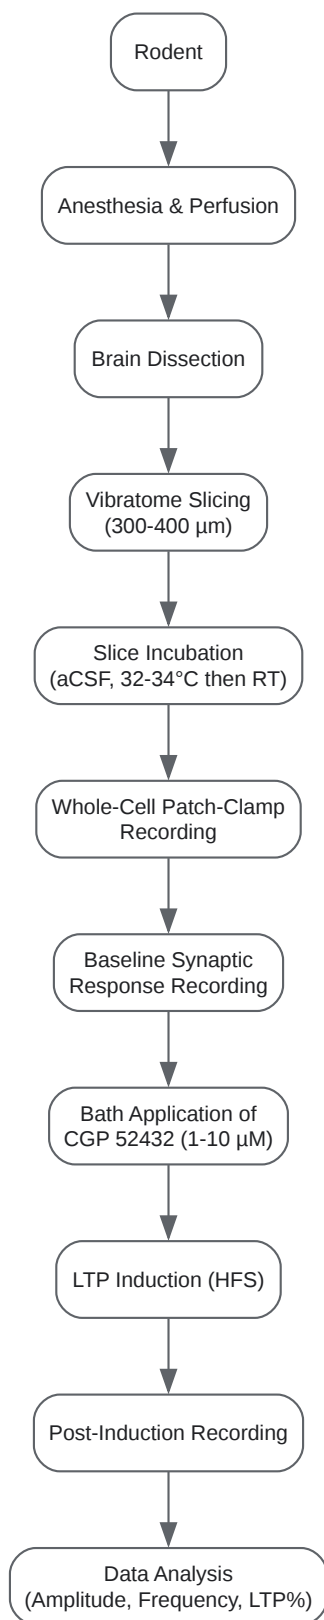 Rodent
Anesthesia & Perfusion
Brain Dissection
Vibratome Slicing
(300-400 µm)
Slice Incubation
(aCSF, 32-34°C then RT)
Whole-Cell Patch-Clamp
Recording
Baseline Synaptic
Response Recording
Bath Application of
CGP 52432 (1-10 µM)
LTP Induction (HFS)
Post-Induction Recording
Data Analysis
(Amplitude, Frequency, LTP%)